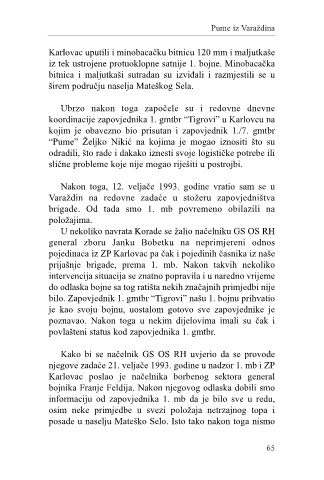 Pume iz Varaždina
Karlovac uputili i minobacačku bitnicu 120 mm i maljutkaše
iz tek ustrojene protuoklopne satnije 1. bojne. Minobacačka
bitnica i maljutkaši sutradan su izviđali i razmjestili se u
širem području naselja Mateškog Sela.
Ubrzo nakon toga započele su i redovne dnevne
koordinacije zapovjednika 1. gmtbr “Tigrovi” u Karlovcu na
kojim je obavezno bio prisutan i zapovjednik 1./7. gmtbr
“Pume” Željko Nikić na kojima je mogao iznositi što su
odradili, što rade i dakako iznesti svoje logističke potrebe ili
slične probleme koje nije mogao riješiti u postrojbi.
Nakon toga, 12. veljače 1993. godine vratio sam se u
Varaždin na redovne zadaće u stožeru zapovjedništva
brigade. Od tada smo 1. mb povremeno obilazili na
položajima.
U nekoliko navrata Korade se žalio načelniku GS OS RH
general zboru Janku Bobetku na neprimjereni odnos
pojedinaca iz ZP Karlovac pa čak i pojedinih časnika iz naše
prijašnje brigade, prema 1. mb. Nakon takvih nekoliko
intervencija situacija se znatno popravila i u naredno vrijeme
do odlaska bojne sa tog ratišta nekih značajnih primjedbi nije
bilo. Zapovjednik 1. gmtbr “Tigrovi” našu 1. bojnu prihvatio
je kao svoju bojnu, uostalom gotovo sve zapovjednike je
poznavao. Nakon toga u nekim dijelovima imali su čak i
povlašteni status kod zapovjednika 1. gmtbr.
Kako bi se načelnik GS OS RH uvjerio da se provode
njegove zadaće 21. veljače 1993. godine u nadzor 1. mb i ZP
Karlovac poslao je načelnika borbenog sektora general
bojnika Franje Feldija. Nakon njegovog odlaska dobili smo
informaciju od zapovjednika 1. mb da je bilo sve u redu,
osim neke primjedbe u svezi položaja netrzajnog topa i
posade u naselju Mateško Selo. Isto tako nakon toga nismo
65